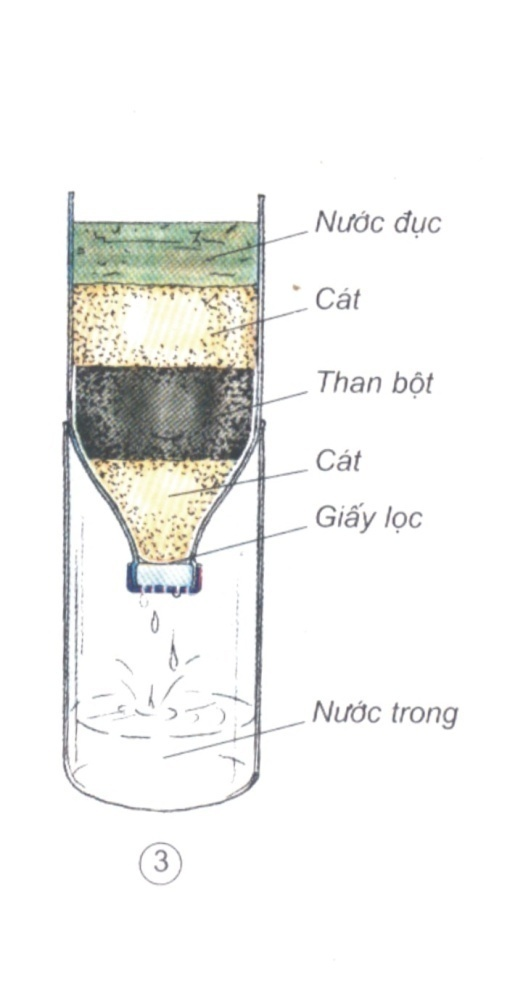 Nước đục
Cát
Than bột
Cát
Giấy lọc
Nước trong
3